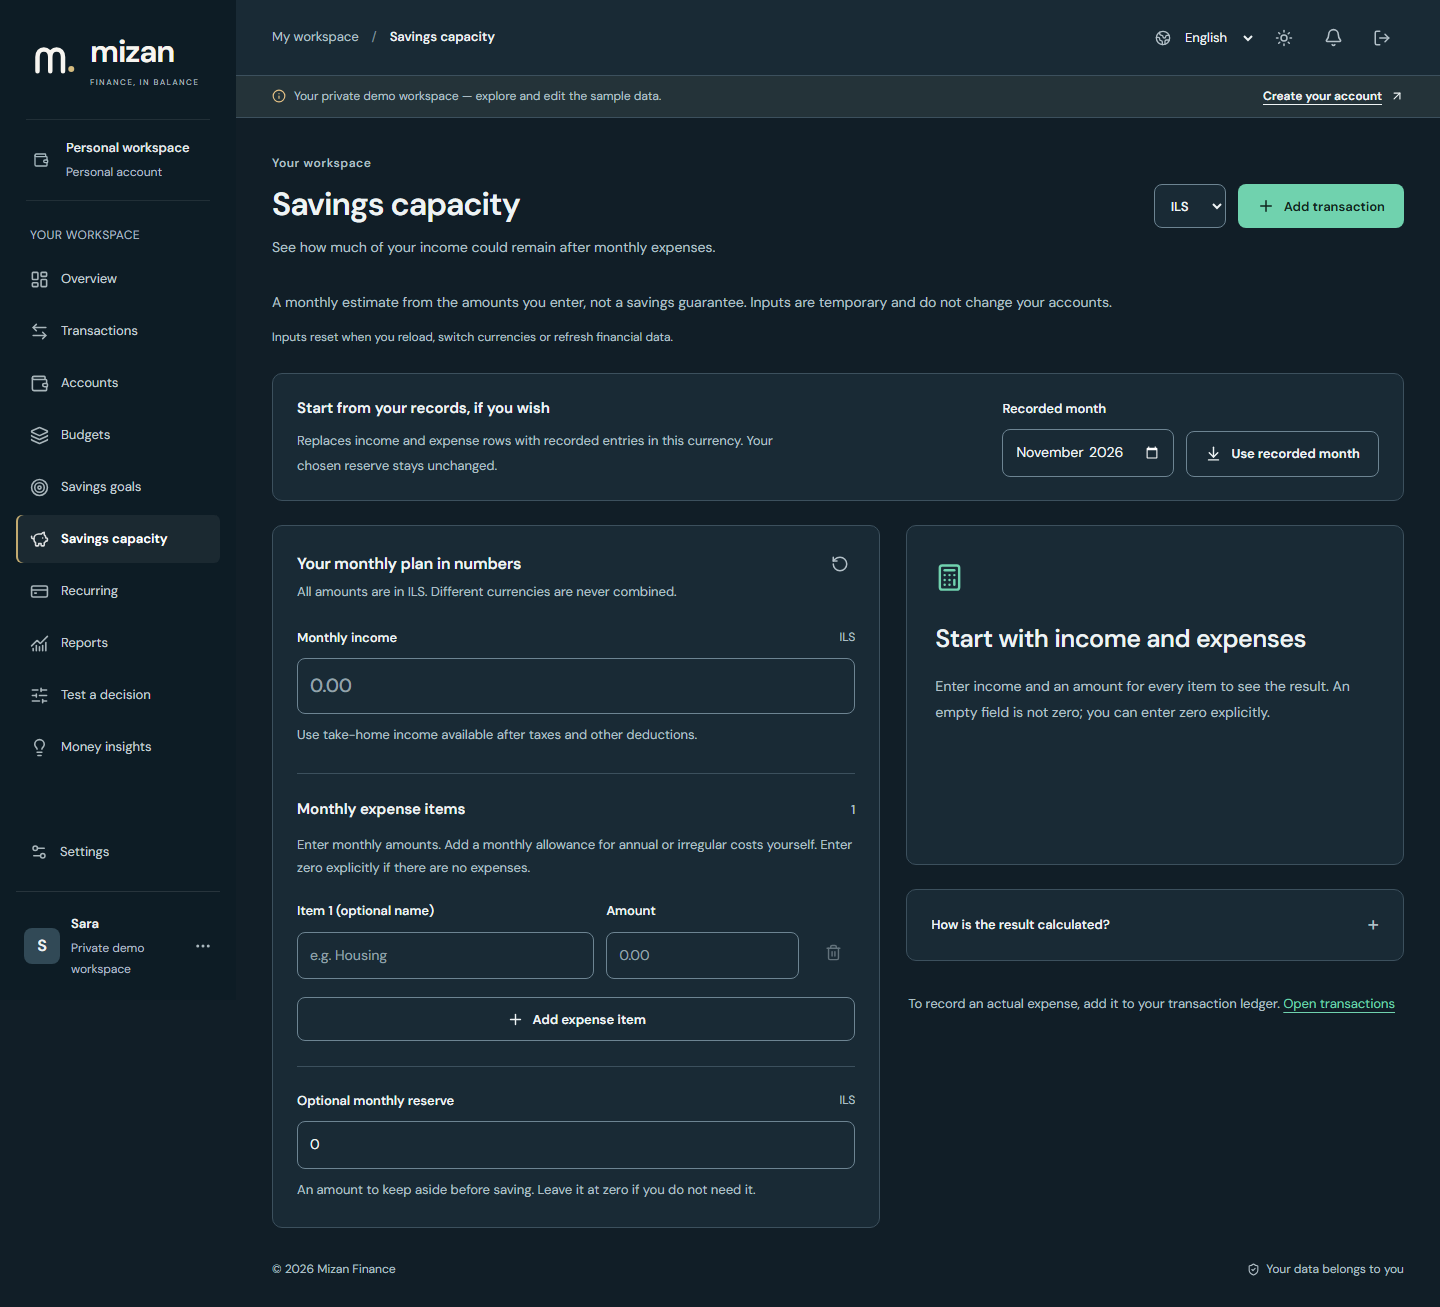 m. mizan
FINANCE, IN BALANCE
Personal workspace
Personal account
YOUR WORKSPACE
Overview
Transactions
Accounts
Budgets
Savings goals
Savings capacity
Recurring
Reports
Test a decision
Money insights
Settings
S
Sara
Private demo
workspace
My workspace / Savings capacity
English
Your private demo workspace — explore and edit the sample data.
Create your account
Your workspace
Savings capacity
See how much of your income could remain after monthly expenses.
ILS
Add transaction
A monthly estimate from the amounts you enter, not a savings guarantee. Inputs are temporary and do not change your accounts.
Inputs reset when you reload, switch currencies or refresh financial data.
Start from your records, if you wish
Replaces income and expense rows with recorded entries in this currency. Your
chosen reserve stays unchanged.
Recorded month
November 2026
Use recorded month
Your monthly plan in numbers
All amounts are in ILS. Different currencies are never combined.
Monthly income ILS
0.00
Use take-home income available after taxes and other deductions.
Monthly expense items 1
Enter monthly amounts. Add a monthly allowance for annual or irregular costs yourself. Enter
zero explicitly if there are no expenses.
Item 1 (optional name) Amount
e.g. Housing 0.00
Add expense item
Optional monthly reserve ILS
0
An amount to keep aside before saving. Leave it at zero if you do not need it.
Start with income and expenses
Enter income and an amount for every item to see the result. An
empty field is not zero; you can enter zero explicitly.
How is the result calculated?
To record an actual expense, add it to your transaction ledger. Open transactions
© 2026 Mizan Finance
Your data belongs to you